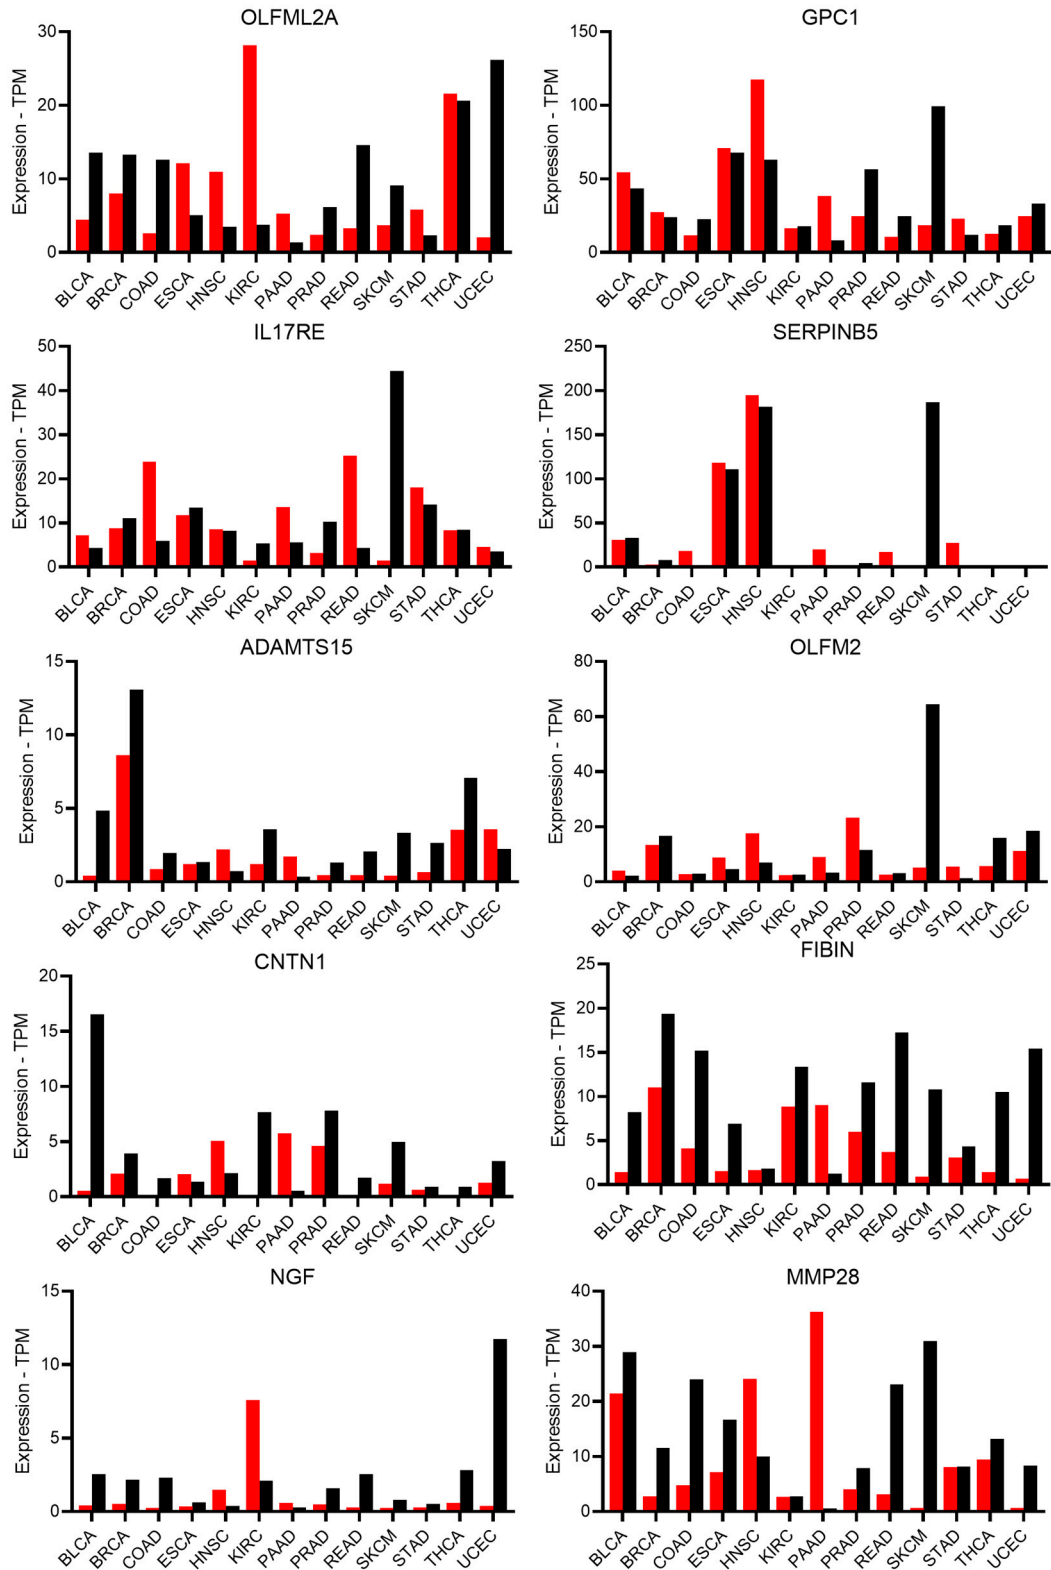 OLFML2A
Expression - TPM
30
20
10
0
BLCA BRCA COAD ESCA HNSC KIRC PAAD PRAD READ SKCM STAD THCA UCEC
GPC1
Expression - TPM
150
100
50
0
BLCA BRCA COAD ESCA HNSC KIRC PAAD PRAD READ SKCM STAD THCA UCEC
IL17RE
Expression - TPM
50
40
30
20
10
0
BLCA BRCA COAD ESCA HNSC KIRC PAAD PRAD READ SKCM STAD THCA UCEC
SERPINB5
Expression - TPM
250
200
150
100
50
0
BLCA BRCA COAD ESCA HNSC KIRC PAAD PRAD READ SKCM STAD THCA UCEC
ADAMTS15
Expression - TPM
15
10
5
0
BLCA BRCA COAD ESCA HNSC KIRC PAAD PRAD READ SKCM STAD THCA UCEC
OLFM2
Expression - TPM
80
60
40
20
0
BLCA BRCA COAD ESCA HNSC KIRC PAAD PRAD READ SKCM STAD THCA UCEC
CNTN1
Expression - TPM
20
15
10
5
0
BLCA BRCA COAD ESCA HNSC KIRC PAAD PRAD READ SKCM STAD THCA UCEC
FIBIN
Expression - TPM
25
20
15
10
5
0
BLCA BRCA COAD ESCA HNSC KIRC PAAD PRAD READ SKCM STAD THCA UCEC
NGF
Expression - TPM
15
10
5
0
BLCA BRCA COAD ESCA HNSC KIRC PAAD PRAD READ SKCM STAD THCA UCEC
MMP28
Expression - TPM
40
30
20
10
0
BLCA BRCA COAD ESCA HNSC KIRC PAAD PRAD READ SKCM STAD THCA UCEC